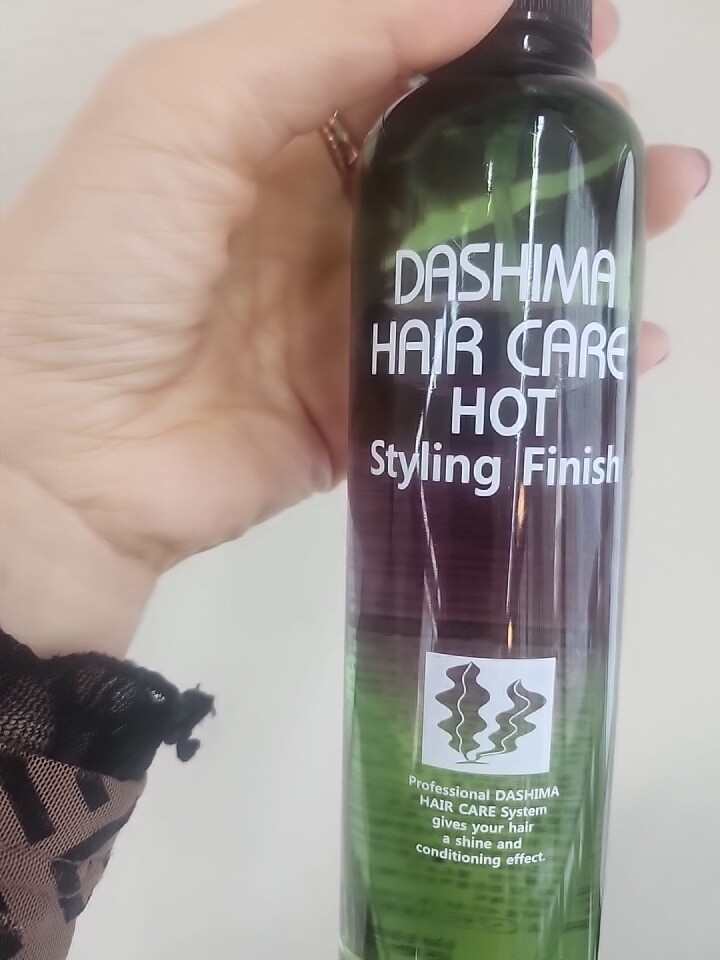 DASHIMA
HAIR CARE
HOT
Styling Finish
Professional DASHIMA
HAIR CARE System
gives your hair
a shine and
conditioning effect.